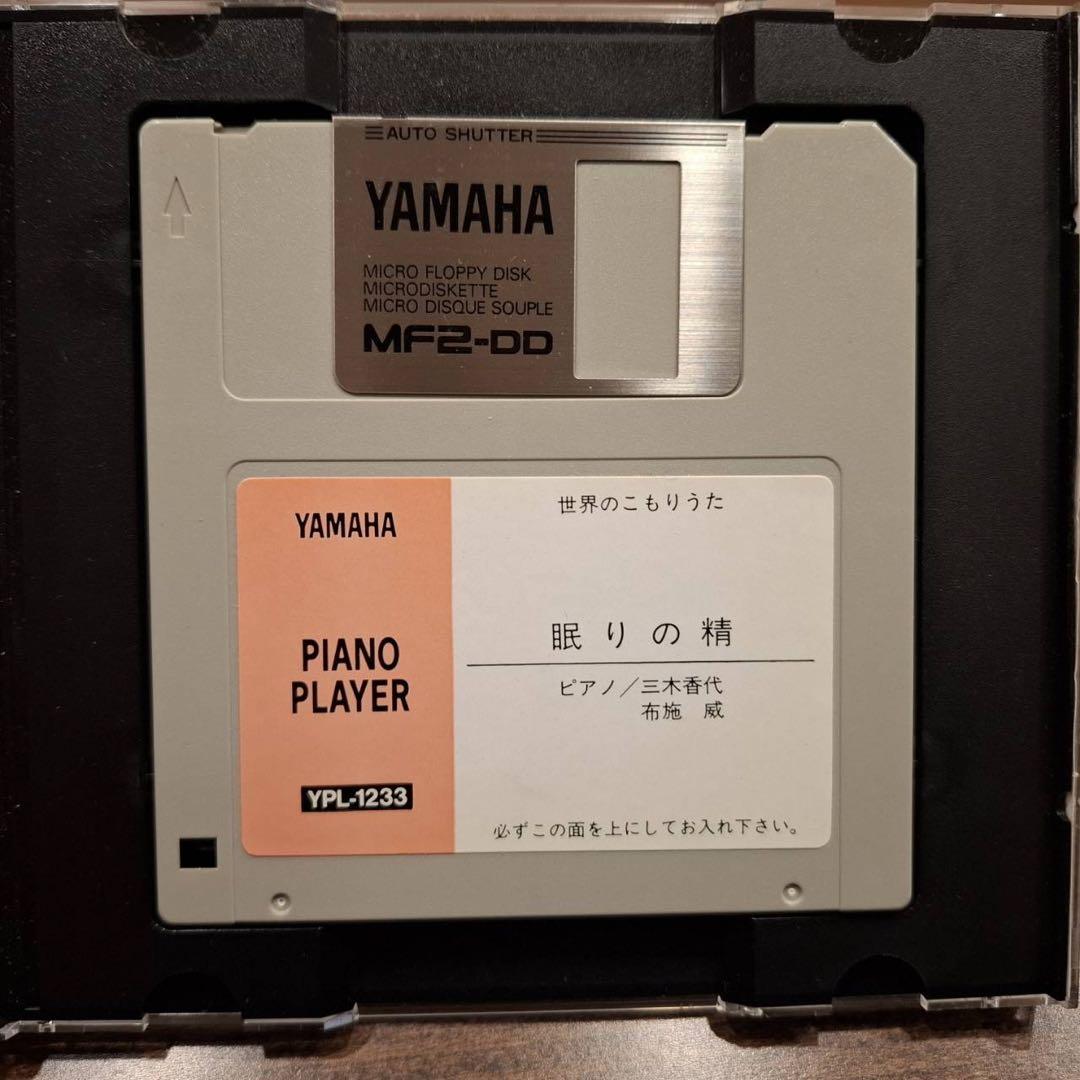 AUTO SHUTTER
YAMAHA
MICRO FLOPPY DISK
MICRODISKETTE
MICRO DISQUE SOUPLE
MF2-DD
YAMAHA
PIANO
PLAYER
YPL-1233
世界のこもりうた
眠りの精
ピアノ／三木香代
布施 威
必ずこの面を上にしてお入れ下さい。